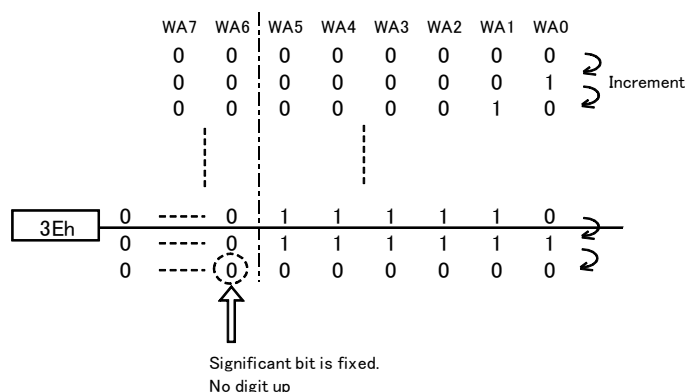 WA7 WA6 WA5 WA4 WA3 WA2 WA1 WA0
0 0 0 0 0 0 0 0
0 0 0 0 0 0 0 1 Increment
0 0 0 0 0 0 1 0
0 0 1 1 1 1 1 0
3Eh
0 0 1 1 1 1 1 1
0 0 0 0 0 0 0 0
Significant bit is fixed.
No digit up